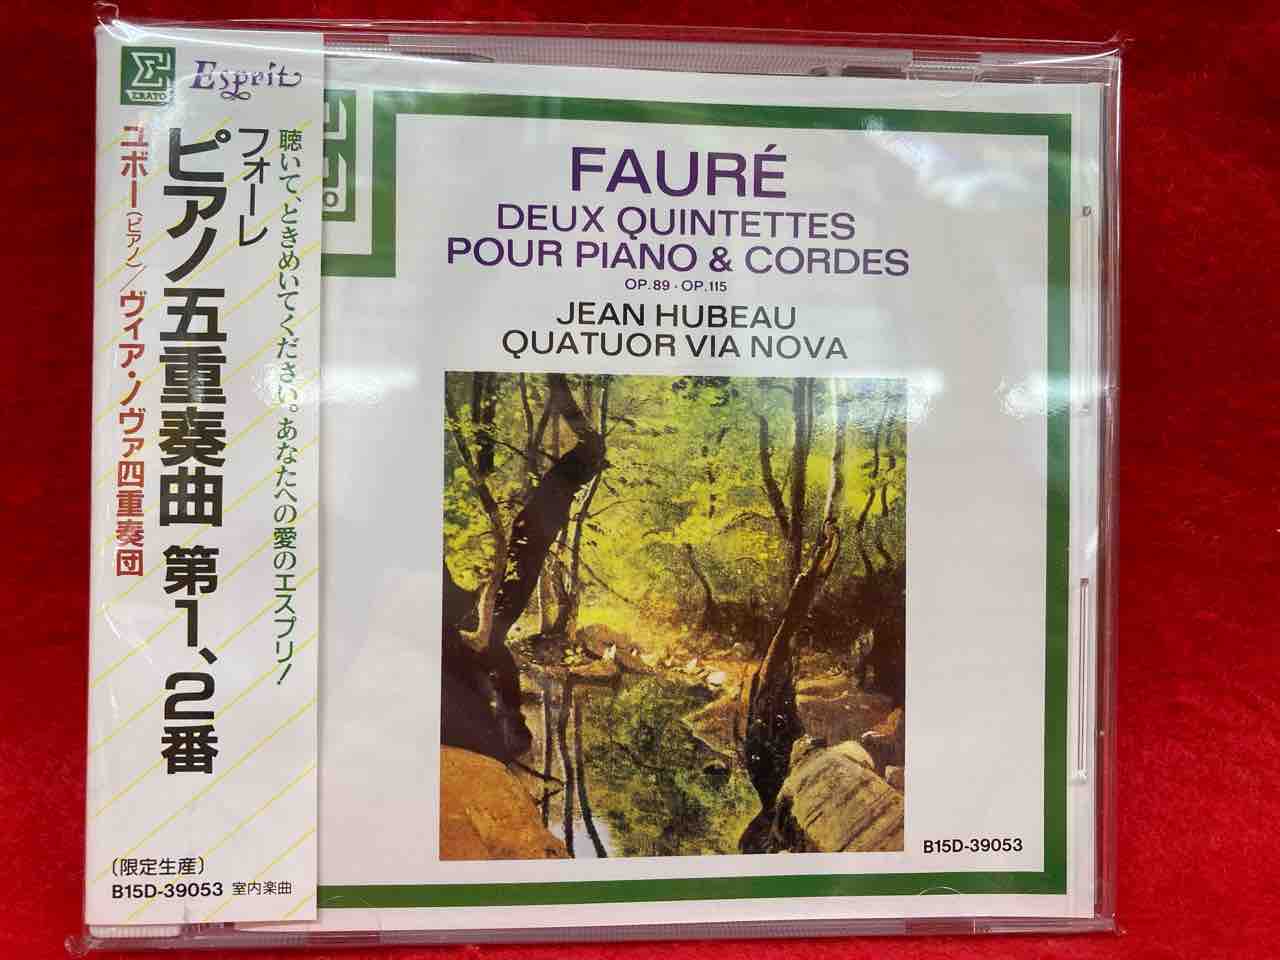 ERATO
Esprit
聴いて、ときめいてください。あなたへの愛のエスプリ!
フォーレ
ピアノ五重奏曲 第1、2番
ユボー(ピアノ)/ヴィア・ノヴァ四重奏団
(限定生産)
B15D-39053 室内楽曲
FAURÉ
DEUX QUINTETTES
POUR PIANO & CORDES
OP.89·OP.115
JEAN HUBEAU
QUATUOR VIA NOVA
B15D-39053